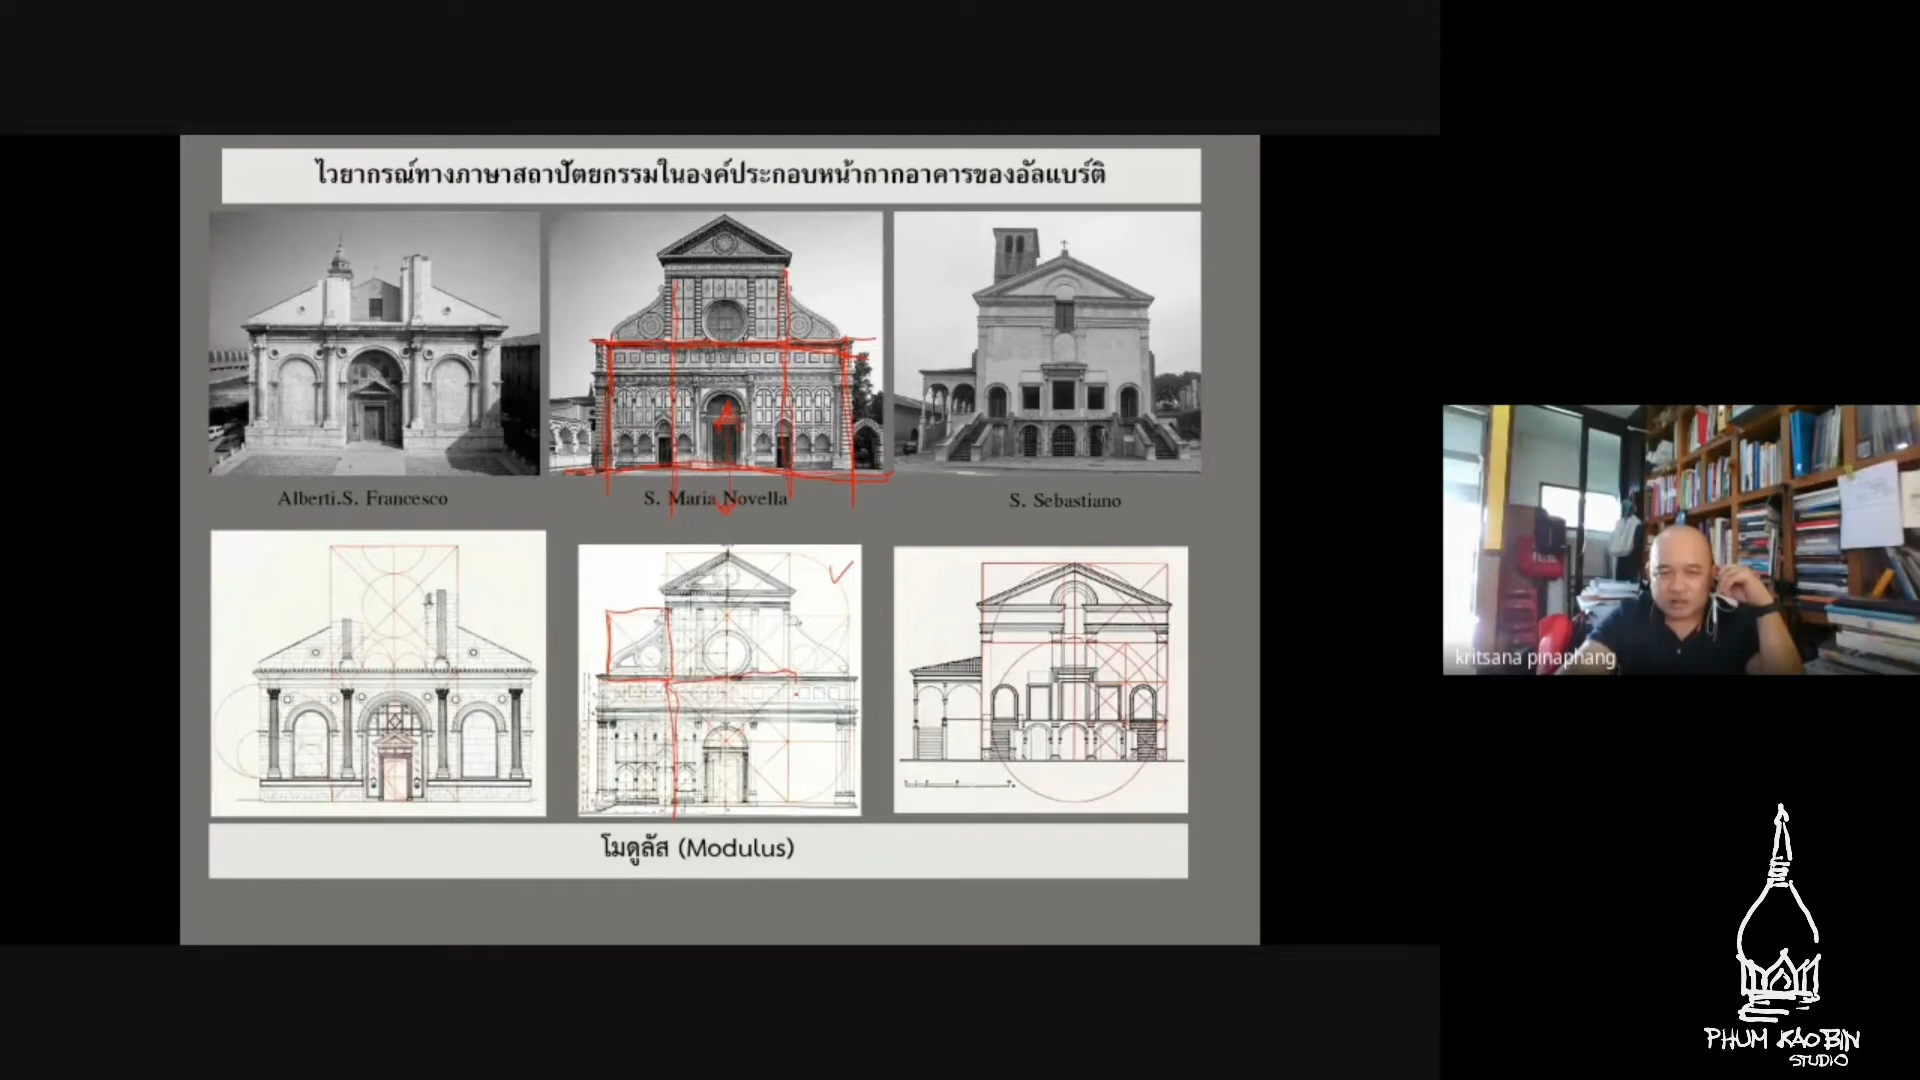 ไวยากรณ์ทางภาษาสถาปัตยกรรมในองค์ประกอบหน้ากากอาคารของอัลแบร์ติ
Alberti.S. Francesco
S. Maria Novella
S. Sebastiano
โมดูลัส (Modulus)
kritsana pinaphang
PHUM KAO BIN
STUDIO